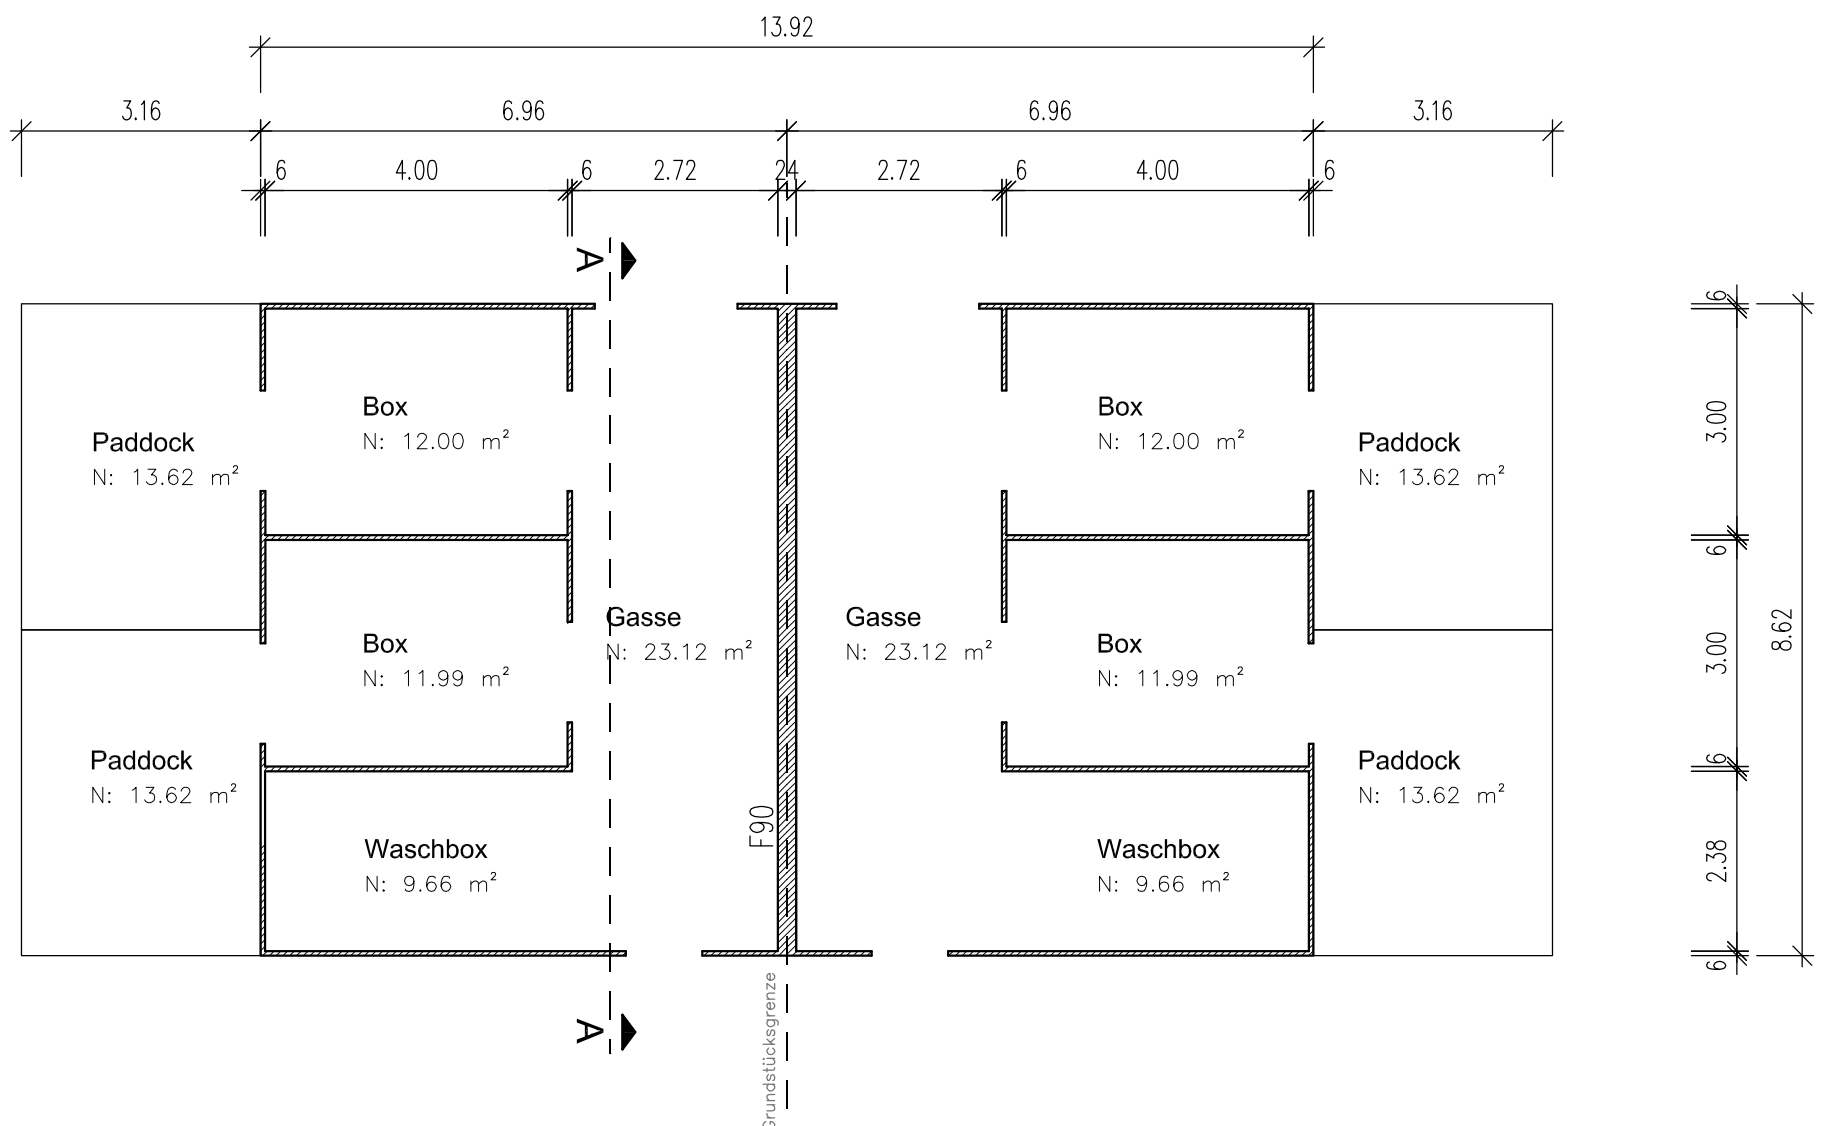 13.92
3.16
6.96
6.96
3.16
6
4.00
6
2.72
24
2.72
6
4.00
6
A
6
Box
N: 12.00 m²
Box
N: 12.00 m²
3.00
Paddock
N: 13.62 m²
Paddock
N: 13.62 m²
6
Gasse
N: 23.12 m²
Gasse
N: 23.12 m²
8.62
Box
N: 11.99 m²
Box
N: 11.99 m²
3.00
Paddock
N: 13.62 m²
Paddock
N: 13.62 m²
6
F90
Waschbox
N: 9.66 m²
Waschbox
N: 9.66 m²
2.38
6
A
Grundstücksgrenze